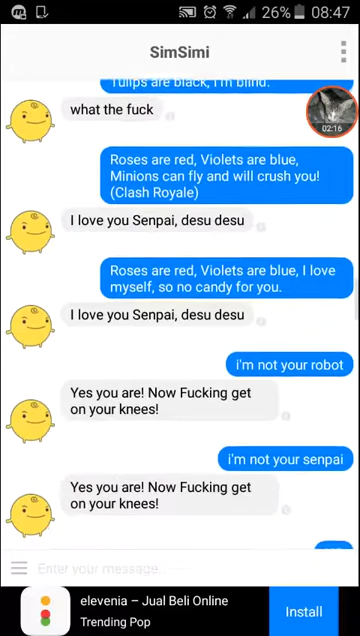 26% 08:47
SimSimi
Tulips are black, I'm blind.
what the fuck
02:16
Roses are red, Violets are blue,
Minions can fly and will crush you!
(Clash Royale)
I love you Senpai, desu desu
Roses are red, Violets are blue, I love
myself, so no candy for you.
I love you Senpai, desu desu
i'm not your robot
Yes you are! Now Fucking get
on your knees!
i'm not your senpai
Yes you are! Now Fucking get
on your knees!
Enter your message...
elevenia – Jual Beli Online
Trending Pop
Install